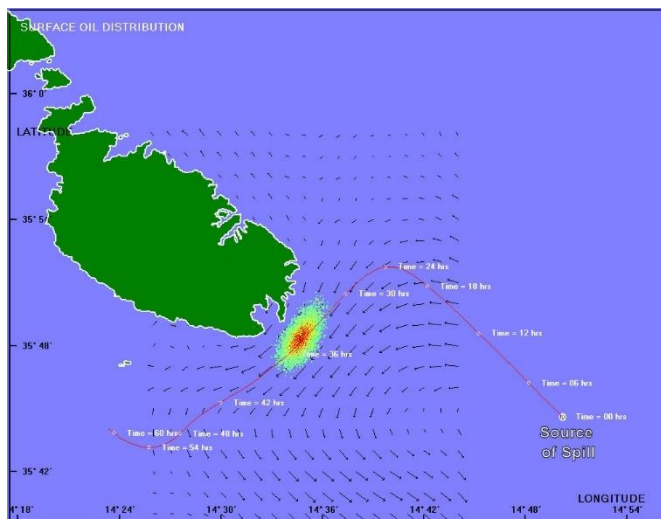 SURFACE OIL DISTRIBUTION
36° 0'
LATITUDE
35° 54'
Time = 24 hrs
Time = 18 hrs
Time = 30 hrs
Time = 12 hrs
35° 48'
Time = 36 hrs
Time = 06 hrs
Time = 42 hrs
Time = 00 hrs
Time = 60 hrs
Time = 48 hrs
Source
of Spill
Time = 54 hrs
35° 42'
LONGITUDE
14° 18'
14° 24'
14° 30'
14° 36'
14° 42'
14° 48'
14° 54'